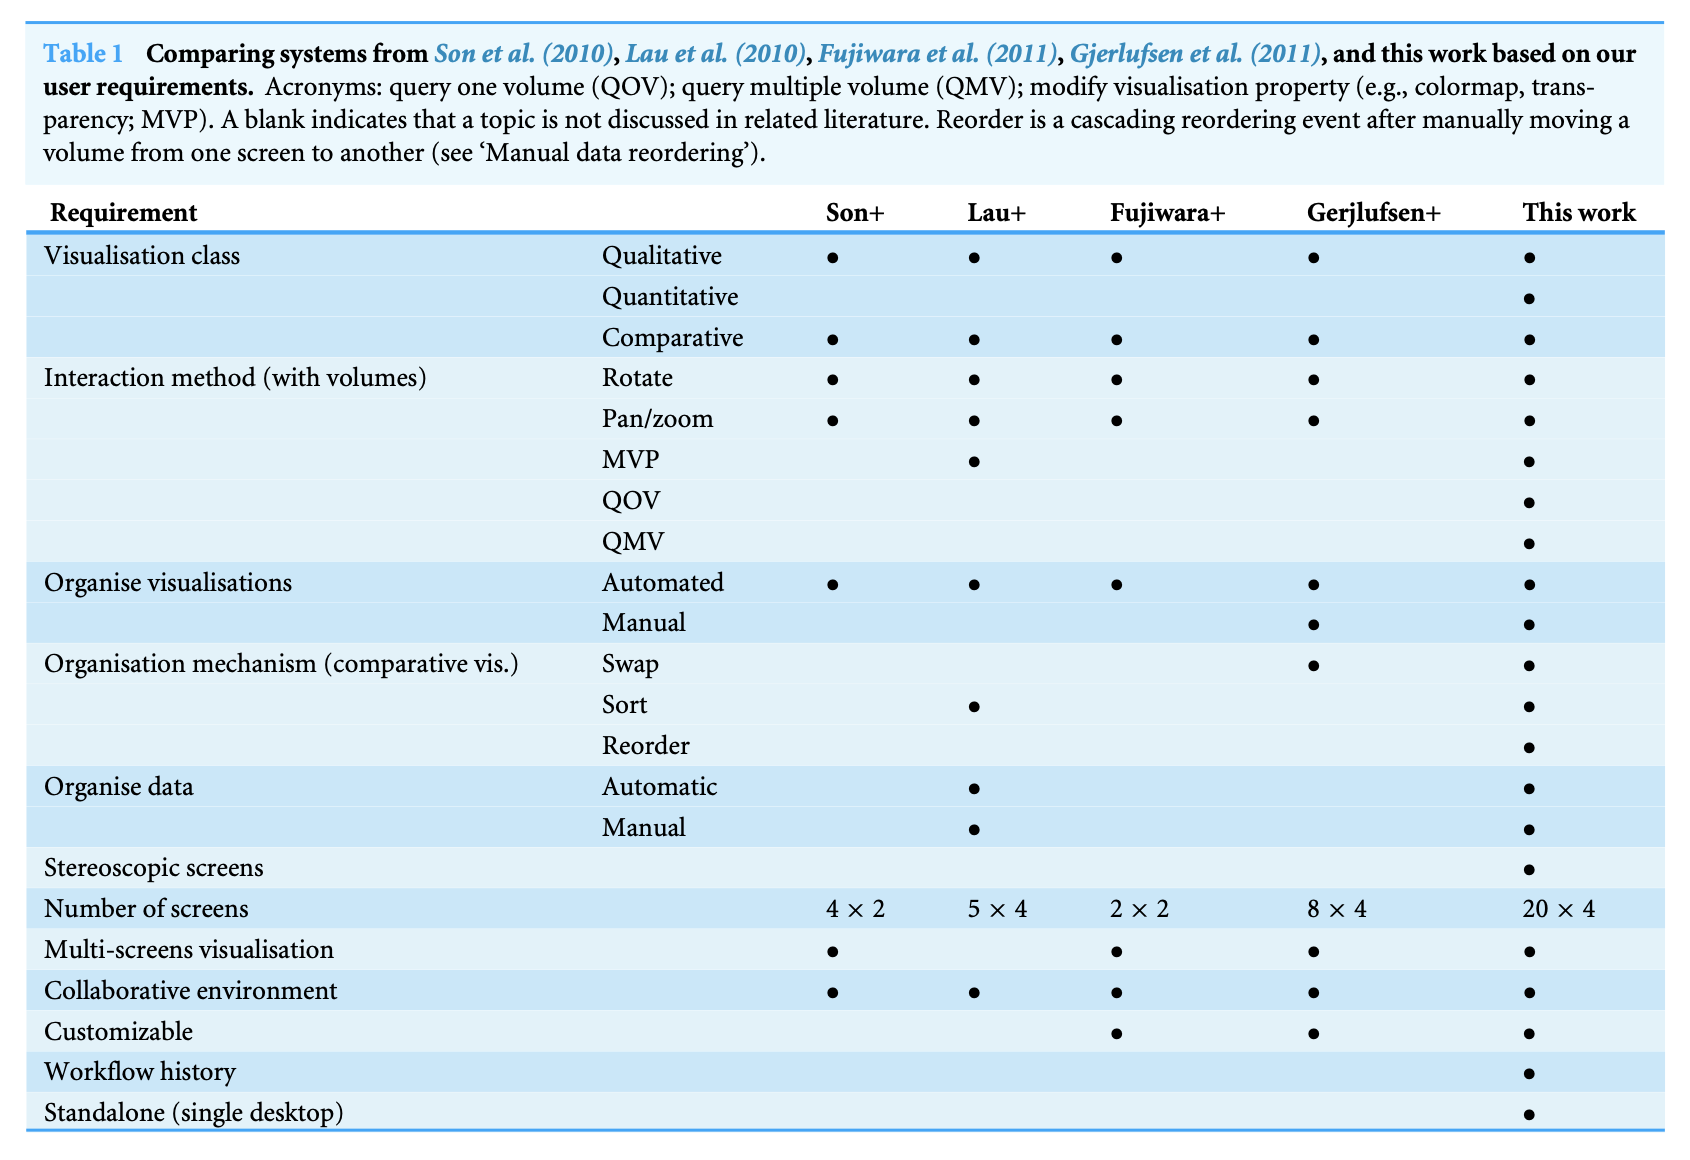 Table 1 Comparing systems from Son et al. (2010), Lau et al. (2010), Fujiwara et al. (2011), Gjerlufsen et al. (2011), and this work based on our
user requirements. Acronyms: query one volume (QOV); query multiple volume (QMV); modify visualisation property (e.g., colormap, trans-
parency; MVP). A blank indicates that a topic is not discussed in related literature. Reorder is a cascading reordering event after manually moving a
volume from one screen to another (see ‘Manual data reordering’).
Requirement Son+ Lau+ Fujiwara+ Gerjlufsen+ This work
Visualisation class Qualitative • • • • •
Quantitative •
Comparative • • • • •
Interaction method (with volumes) Rotate • • • • •
Pan/zoom • • • • •
MVP • •
QOV •
QMV •
Organise visualisations Automated • • • • •
Manual • •
Organisation mechanism (comparative vis.) Swap • •
Sort • •
Reorder •
Organise data Automatic • •
Manual • •
Stereoscopic screens •
Number of screens 4 × 2 5 × 4 2 × 2 8 × 4 20 × 4
Multi-screens visualisation • • • •
Collaborative environment • • • • •
Customizable • • •
Workflow history •
Standalone (single desktop) •